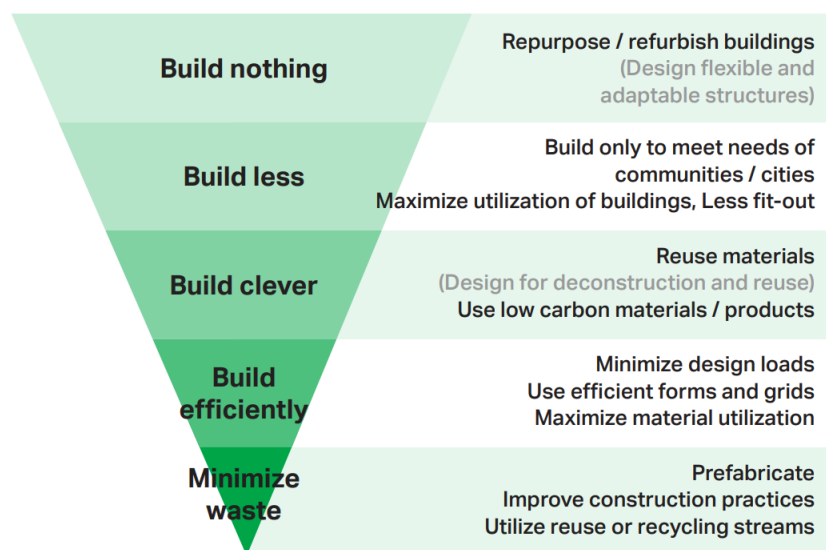 Build nothing
Repurpose / refurbish buildings
(Design flexible and
adaptable structures)
Build less
Build only to meet needs of
communities / cities
Maximize utilization of buildings, Less fit-out
Build clever
Reuse materials
(Design for deconstruction and reuse)
Use low carbon materials / products
Build
efficiently
Minimize design loads
Use efficient forms and grids
Maximize material utilization
Minimize
waste
Prefabricate
Improve construction practices
Utilize reuse or recycling streams